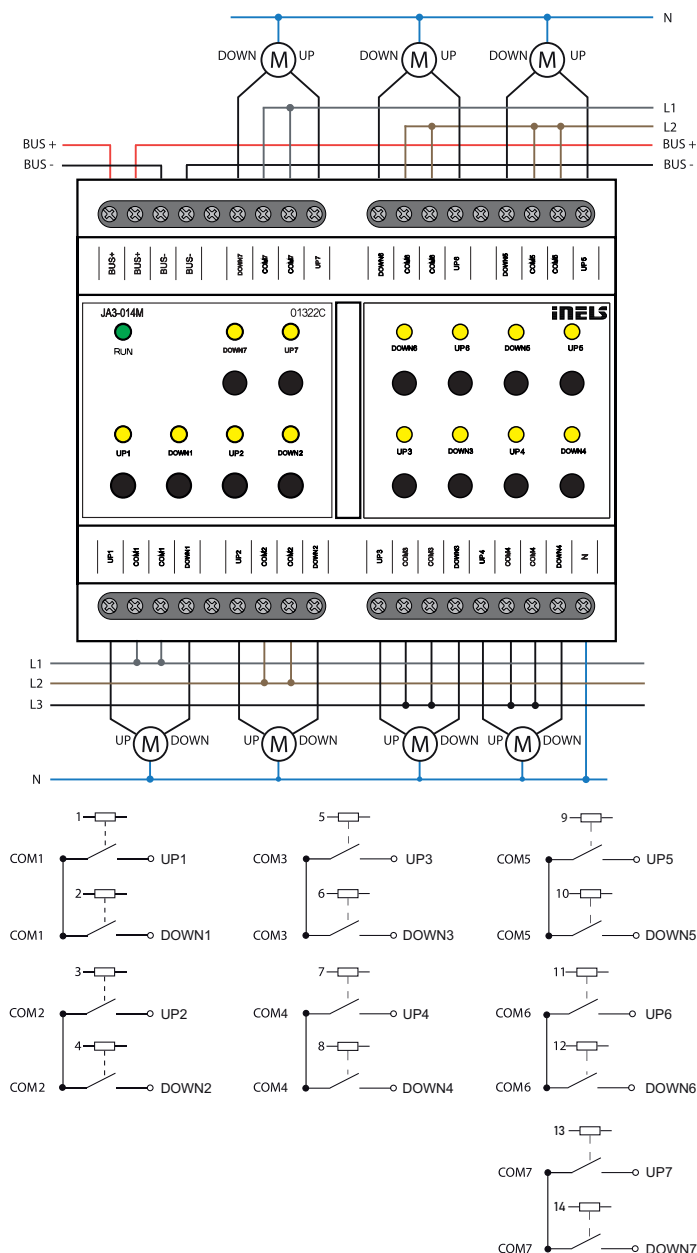 N
DOWN M UP DOWN M UP DOWN M UP
L1
L2
BUS + BUS +
BUS - BUS -
BUS+ BUS+ BUS- BUS- DOWN7 COM7 COM7 UP7 DOWN6 COM6 COM6 UP6 DOWN5 COM5 COM5 UP5
JA3-014M 01322C iNELS
RUN DOWN7 UP7 DOWN6 UP6 DOWN5 UP5
UP1 DOWN1 UP2 DOWN2 UP3 DOWN3 UP4 DOWN4
UP1 COM1 COM1 DOWN1 UP2 COM2 COM2 DOWN2 UP3 COM3 COM3 DOWN3 UP4 COM4 COM4 DOWN4 N
L1
L2
L3
UP M DOWN UP M DOWN UP M DOWN UP M DOWN
N
1 5 9
COM1 UP1 COM3 UP3 COM5 UP5
2 6 10
COM1 DOWN1 COM3 DOWN3 COM5 DOWN5
3 7 11
COM2 UP2 COM4 UP4 COM6 UP6
4 8 12
COM2 DOWN2 COM4 DOWN4 COM6 DOWN6
13
COM7 UP7
14
COM7 DOWN7